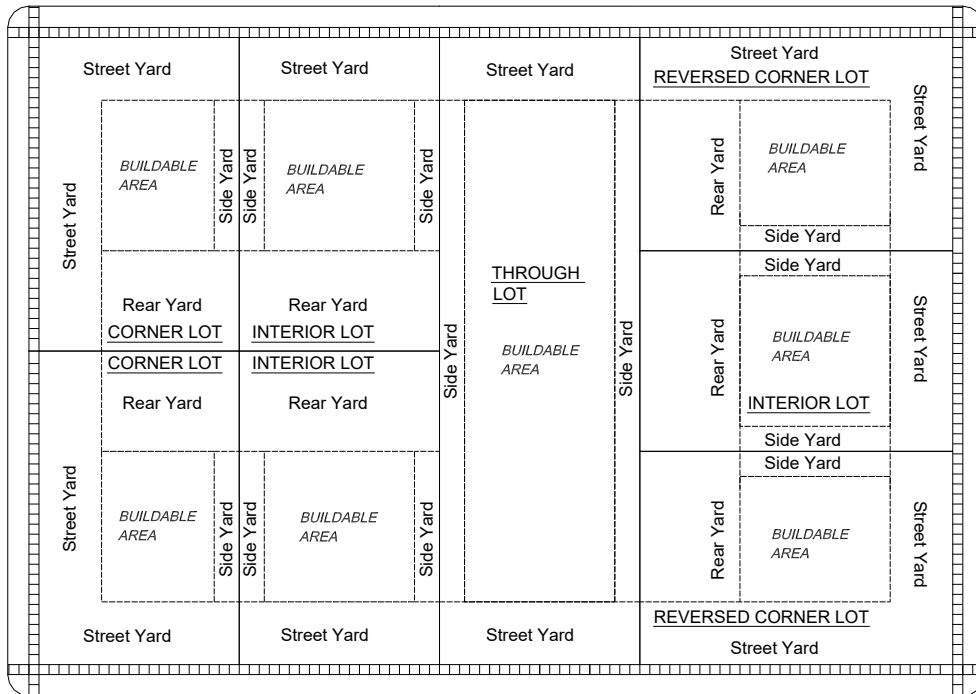 Street Yard
Street Yard
Street Yard
Street Yard
REVERSED CORNER LOT
Street Yard
BUILDABLE
AREA
Side Yard
Side Yard
BUILDABLE
AREA
Side Yard
Rear Yard
BUILDABLE
AREA
Street Yard
Street Yard
Side Yard
Side Yard
THROUGH
LOT
Rear Yard
CORNER LOT
Rear Yard
INTERIOR LOT
Side Yard
BUILDABLE
AREA
Side Yard
Rear Yard
BUILDABLE
AREA
INTERIOR LOT
Street Yard
CORNER LOT
Rear Yard
INTERIOR LOT
Rear Yard
Side Yard
Side Yard
Street Yard
BUILDABLE
AREA
Side Yard
Side Yard
BUILDABLE
AREA
Side Yard
Rear Yard
BUILDABLE
AREA
Street Yard
REVERSED CORNER LOT
Street Yard
Street Yard
Street Yard
Street Yard